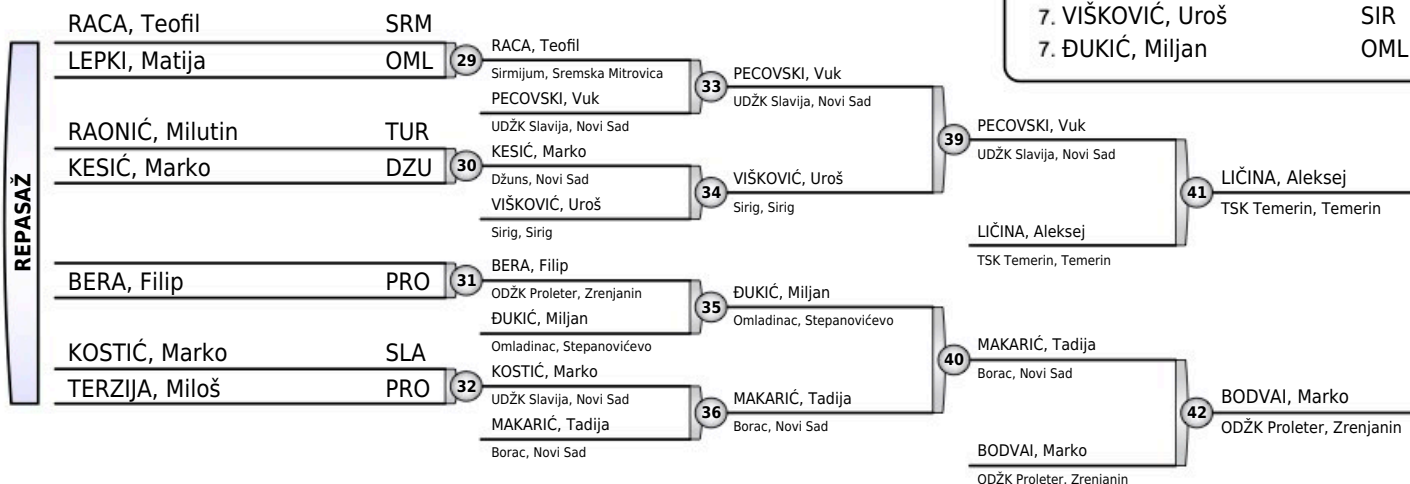 7. VIŠKOVIĆ, Uroš SIR
7. ĐUKIĆ, Miljan OML
REPASAŽ
RACA, Teofil SRM
LEPKI, Matija OML
29
RAONIĆ, Milutin TUR
KESIĆ, Marko DZU
30
BERA, Filip PRO
31
KOSTIĆ, Marko SLA
TERZIJA, Miloš PRO
32
RACA, Teofil
Sirmijum, Sremska Mitrovica
PECOVSKI, Vuk
UDŽK Slavija, Novi Sad
33
KESIĆ, Marko
Džuns, Novi Sad
VIŠKOVIĆ, Uroš
Sirig, Sirig
34
BERA, Filip
ODŽK Proleter, Zrenjanin
ĐUKIĆ, Miljan
Omladinac, Stepanovićevo
35
KOSTIĆ, Marko
UDŽK Slavija, Novi Sad
MAKARIĆ, Tadija
Borac, Novi Sad
36
PECOVSKI, Vuk
UDŽK Slavija, Novi Sad
VIŠKOVIĆ, Uroš
Sirig, Sirig
39
ĐUKIĆ, Miljan
Omladinac, Stepanovićevo
MAKARIĆ, Tadija
Borac, Novi Sad
40
PECOVSKI, Vuk
UDŽK Slavija, Novi Sad
LIČINA, Aleksej
TSK Temerin, Temerin
41
MAKARIĆ, Tadija
Borac, Novi Sad
BODVAI, Marko
ODŽK Proleter, Zrenjanin
42
LIČINA, Aleksej
TSK Temerin, Temerin
BODVAI, Marko
ODŽK Proleter, Zrenjanin